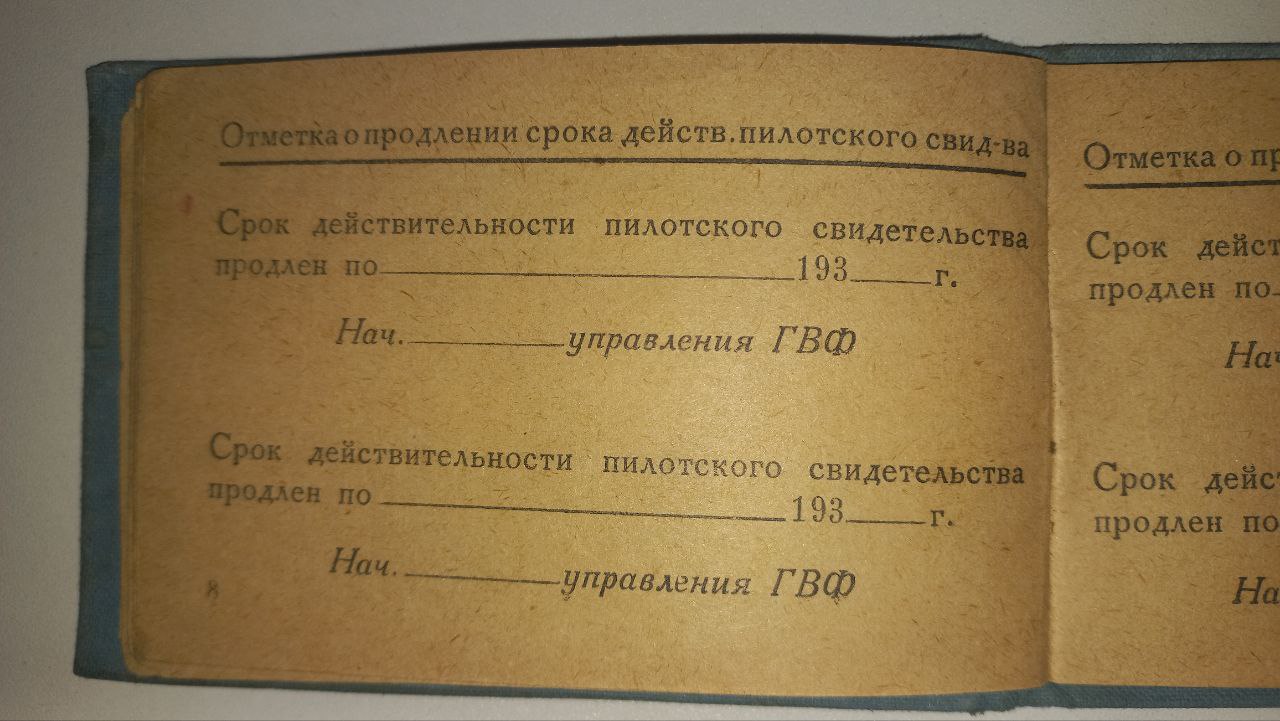 Отметка о продлении срока действ. пилотского свид-ва
Срок действительности пилотского свидетельства
продлен по 193 г.
Нач. управления ГВФ
Срок действительности пилотского свидетельства
продлен по 193 г.
Нач. управления ГВФ
8
Отметка о пр
Срок дейст
продлен по
Нач
Срок дейст
продлен по
На